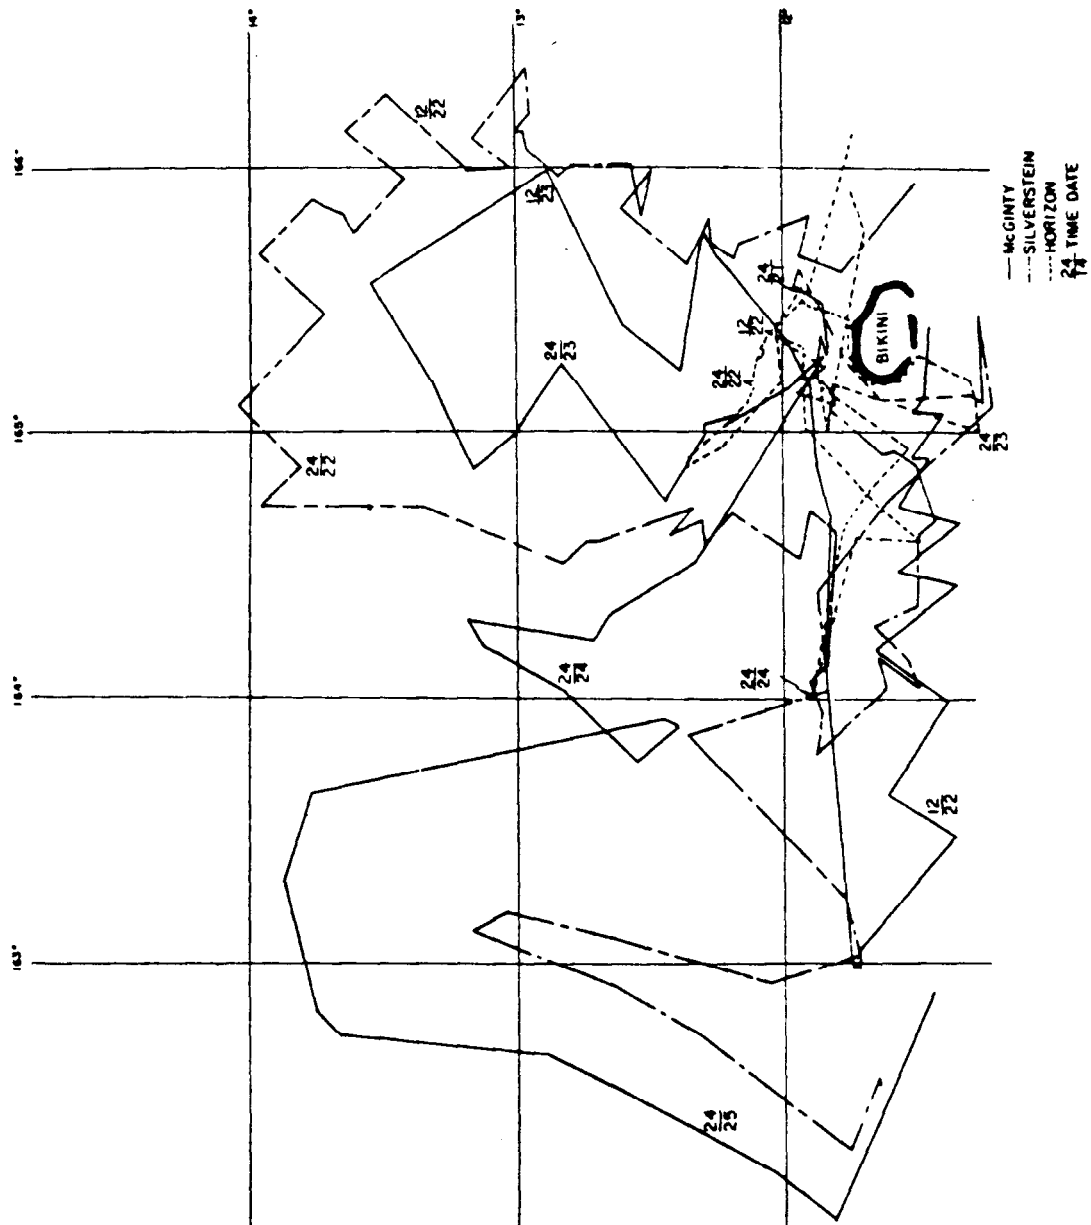 163° 164° 165° 166°
14°
24/22
12/22
13°
12/23
24/24
24/23
24/25
24/22
12/22
24/24
24/21
12°
BIKINI
12/22
24/23
— McGINTY
—·— SILVERSTEIN
---- HORIZON
24/14 TIME DATE